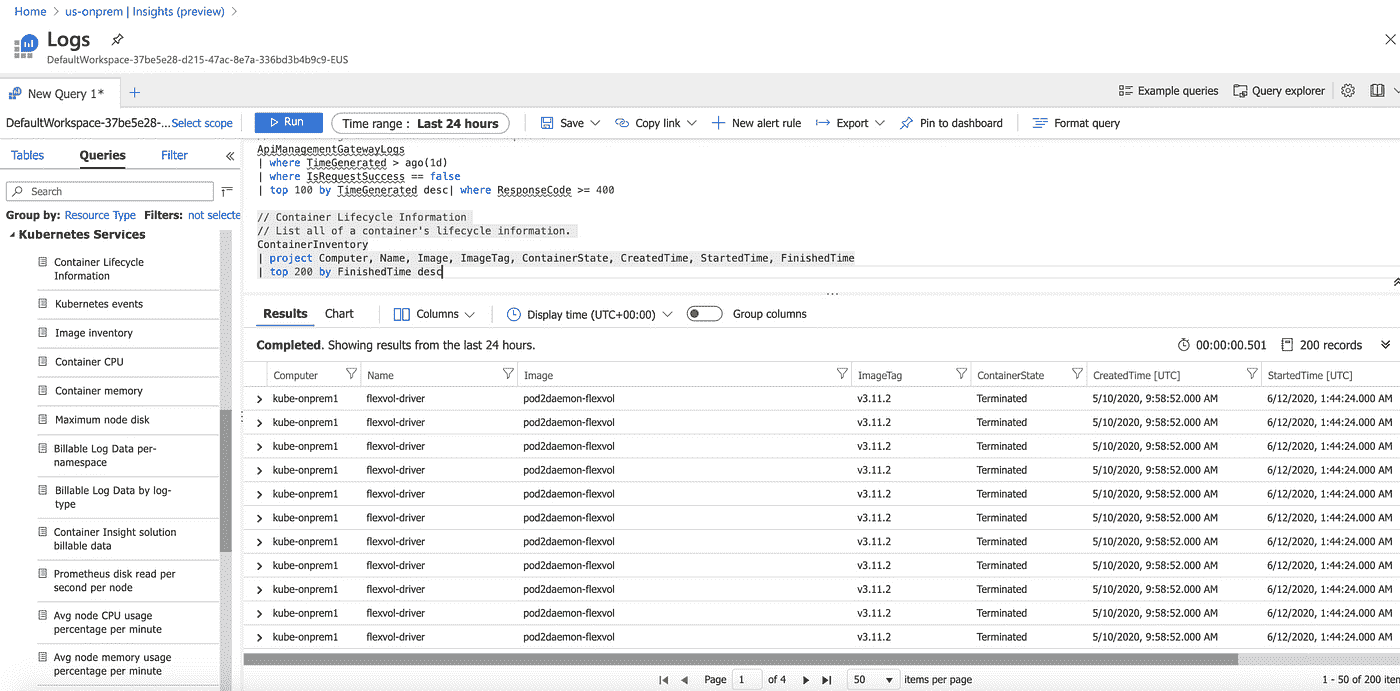 Home > us-onprem | Insights (preview) >
Logs
DefaultWorkspace-37be5e28-d215-47ac-8e7a-336bd3b4b9c9-EUS
New Query 1*
Example queries Query explorer
DefaultWorkspace-37be5e28-... Select scope Run Time range : Last 24 hours Save Copy link New alert rule Export Pin to dashboard Format query
Tables Queries Filter
Search
Group by: Resource Type Filters: not selecte
Kubernetes Services
Container Lifecycle
Information
Kubernetes events
Image inventory
Container CPU
Container memory
Maximum node disk
Billable Log Data per-
namespace
Billable Log Data by log-
type
Container Insight solution
billable data
Prometheus disk read per
second per node
Avg node CPU usage
percentage per minute
Avg node memory usage
percentage per minute
ApiManagementGatewayLogs
| where TimeGenerated > ago(1d)
| where IsRequestSuccess == false
| top 100 by TimeGenerated desc| where ResponseCode >= 400
// Container Lifecycle Information
// List all of a container's lifecycle information.
ContainerInventory
| project Computer, Name, Image, ImageTag, ContainerState, CreatedTime, StartedTime, FinishedTime
| top 200 by FinishedTime desc
...
Results Chart Columns Display time (UTC+00:00) Group columns
Completed. Showing results from the last 24 hours. 00:00:00.501 200 records
Computer Name Image ImageTag ContainerState CreatedTime [UTC] StartedTime [UTC]
kube-onprem1 flexvol-driver pod2daemon-flexvol v3.11.2 Terminated 5/10/2020, 9:58:52.000 AM 6/12/2020, 1:44:24.000 AM
kube-onprem1 flexvol-driver pod2daemon-flexvol v3.11.2 Terminated 5/10/2020, 9:58:52.000 AM 6/12/2020, 1:44:24.000 AM
kube-onprem1 flexvol-driver pod2daemon-flexvol v3.11.2 Terminated 5/10/2020, 9:58:52.000 AM 6/12/2020, 1:44:24.000 AM
kube-onprem1 flexvol-driver pod2daemon-flexvol v3.11.2 Terminated 5/10/2020, 9:58:52.000 AM 6/12/2020, 1:44:24.000 AM
kube-onprem1 flexvol-driver pod2daemon-flexvol v3.11.2 Terminated 5/10/2020, 9:58:52.000 AM 6/12/2020, 1:44:24.000 AM
kube-onprem1 flexvol-driver pod2daemon-flexvol v3.11.2 Terminated 5/10/2020, 9:58:52.000 AM 6/12/2020, 1:44:24.000 AM
kube-onprem1 flexvol-driver pod2daemon-flexvol v3.11.2 Terminated 5/10/2020, 9:58:52.000 AM 6/12/2020, 1:44:24.000 AM
kube-onprem1 flexvol-driver pod2daemon-flexvol v3.11.2 Terminated 5/10/2020, 9:58:52.000 AM 6/12/2020, 1:44:24.000 AM
kube-onprem1 flexvol-driver pod2daemon-flexvol v3.11.2 Terminated 5/10/2020, 9:58:52.000 AM 6/12/2020, 1:44:24.000 AM
kube-onprem1 flexvol-driver pod2daemon-flexvol v3.11.2 Terminated 5/10/2020, 9:58:52.000 AM 6/12/2020, 1:44:24.000 AM
kube-onprem1 flexvol-driver pod2daemon-flexvol v3.11.2 Terminated 5/10/2020, 9:58:52.000 AM 6/12/2020, 1:44:24.000 AM
Page 1 of 4 50 items per page 1 - 50 of 200 iten